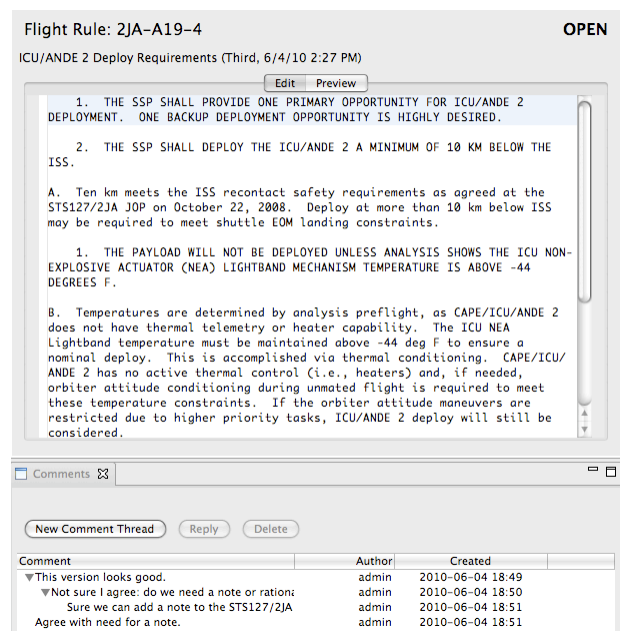 Flight Rule: 2JA-A19-4
OPEN
ICU/ANDE 2 Deploy Requirements (Third, 6/4/10 2:27 PM)
Edit Preview
1. THE SSP SHALL PROVIDE ONE PRIMARY OPPORTUNITY FOR ICU/ANDE 2
DEPLOYMENT. ONE BACKUP DEPLOYMENT OPPORTUNITY IS HIGHLY DESIRED.
2. THE SSP SHALL DEPLOY THE ICU/ANDE 2 A MINIMUM OF 10 KM BELOW THE
ISS.
A. Ten km meets the ISS recontact safety requirements as agreed at the
STS127/2JA JOP on October 22, 2008. Deploy at more than 10 km below ISS
may be required to meet shuttle EOM landing constraints.
1. THE PAYLOAD WILL NOT BE DEPLOYED UNLESS ANALYSIS SHOWS THE ICU NON-
EXPLOSIVE ACTUATOR (NEA) LIGHTBAND MECHANISM TEMPERATURE IS ABOVE -44
DEGREES F.
B. Temperatures are determined by analysis preflight, as CAPE/ICU/ANDE 2
does not have thermal telemetry or heater capability. The ICU NEA
Lightband temperature must be maintained above -44 deg F to ensure a
nominal deploy. This is accomplished via thermal conditioning. CAPE/ICU/
ANDE 2 has no active thermal control (i.e., heaters) and, if needed,
orbiter attitude conditioning during unmated flight is required to meet
these temperature constraints. If the orbiter attitude maneuvers are
restricted due to higher priority tasks, ICU/ANDE 2 deploy will still be
considered.
Comments
New Comment Thread Reply Delete
Comment Author Created
This version looks good. admin 2010-06-04 18:49
Not sure I agree: do we need a note or rationa admin 2010-06-04 18:50
Sure we can add a note to the STS127/2JA admin 2010-06-04 18:51
Agree with need for a note. admin 2010-06-04 18:51